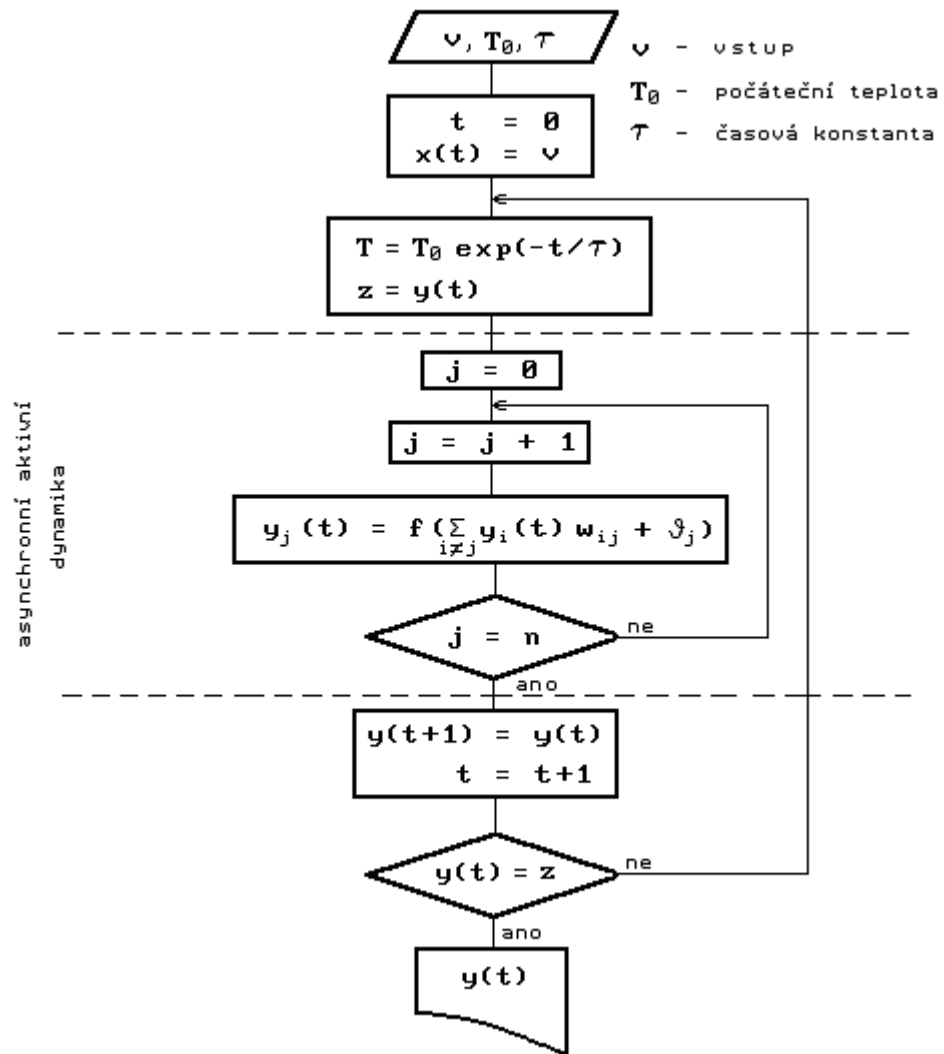 v, T₀, τ
v - vstup
T₀ - počáteční teplota
τ - časová konstanta
t = 0
x(t) = v
T = T₀ exp(-t/τ)
z = y(t)
asynchronní aktivní
dynamika
j = 0
j = j + 1
yⱼ(t) = f(∑ yᵢ(t) wᵢⱼ + ϑⱼ)
i≠j
j = n
ne
ano
y(t+1) = y(t)
t = t+1
y(t) = z
ne
ano
y(t)